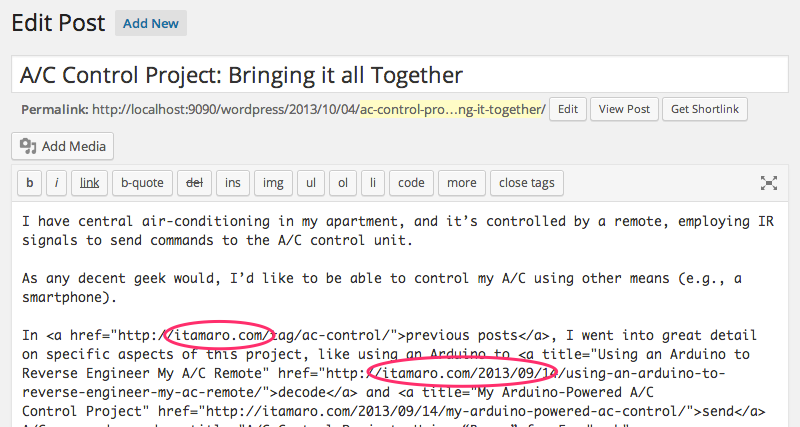 Edit Post Add New
A/C Control Project: Bringing it all Together
Permalink: http://localhost:9090/wordpress/2013/10/04/ac-control-pro…ng-it-together/ Edit View Post Get Shortlink
Add Media
b i link b-quote del ins img ul ol li code more close tags
I have central air-conditioning in my apartment, and it’s controlled by a remote, employing IR
signals to send commands to the A/C control unit.
As any decent geek would, I’d like to be able to control my A/C using other means (e.g., a
smartphone).
In <a href="http://itamaro.com/tag/ac-control/">previous posts</a>, I went into great detail
on specific aspects of this project, like using an Arduino to <a title="Using an Arduino to
Reverse Engineer My A/C Remote" href="http://itamaro.com/2013/09/14/using-an-arduino-to-
reverse-engineer-my-ac-remote/">decode</a> and <a title="My Arduino-Powered A/C
Control Project" href="http://itamaro.com/2013/09/14/my-arduino-powered-ac-control/">send</a>